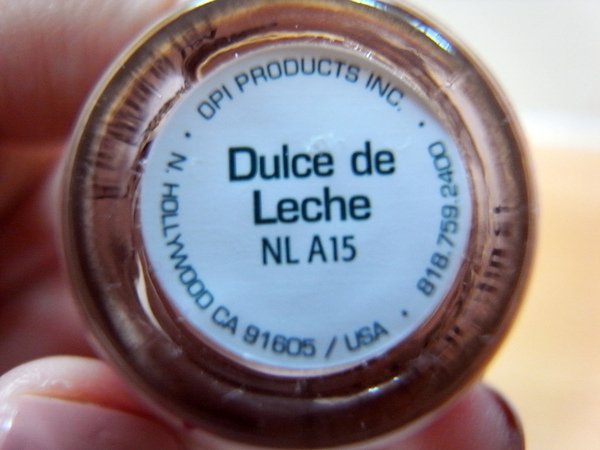 OPI PRODUCTS INC. •
818.759.2400 •
N. HOLLYWOOD CA 91605 / USA •
Dulce de
Leche
NL A15